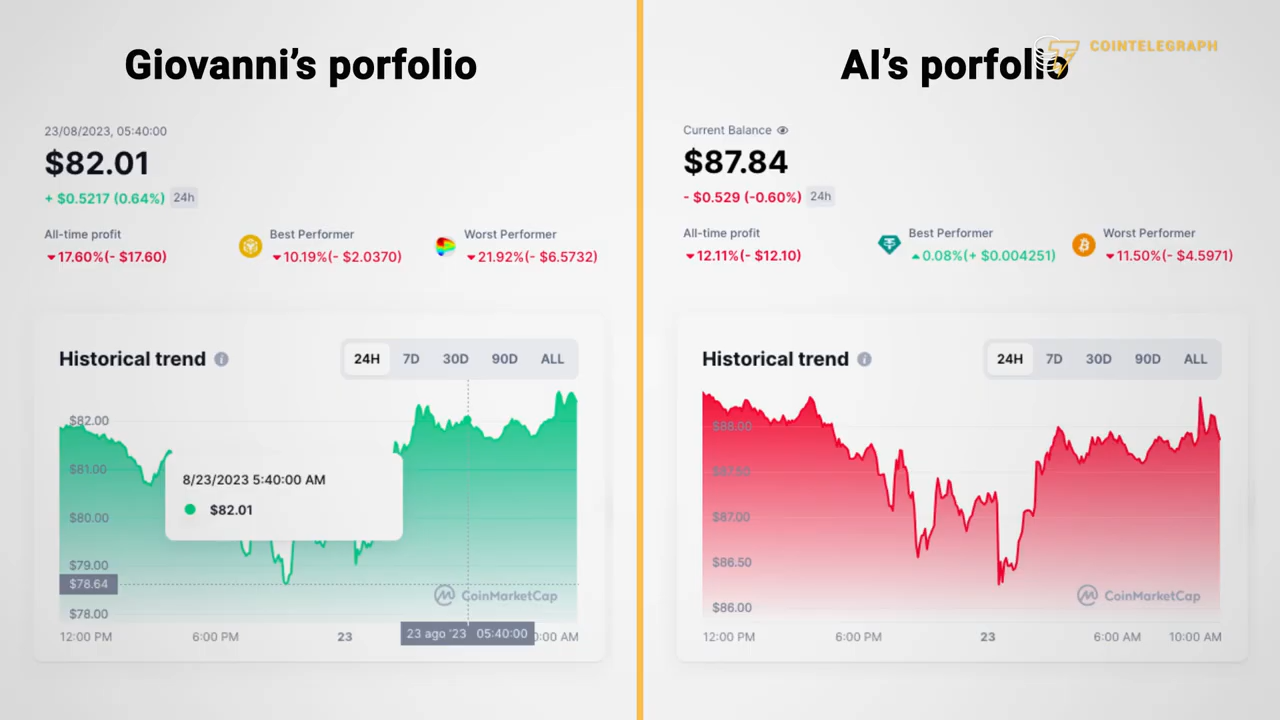 Giovanni's porfolio
23/08/2023, 05:40:00
$82.01
+ $0.5217 (0.64%) 24h
All-time profit
17.60%(- $17.60)
Best Performer
10.19%(- $2.0370)
Worst Performer
21.92%(- $6.5732)
Historical trend
24H 7D 30D 90D ALL
$82.00
$81.00
8/23/2023 5:40:00 AM
$82.01
$80.00
$79.00
$78.64
CoinMarketCap
$78.00
12:00 PM 6:00 PM 23 23 ago '23 05:40:00 0:00 AM
COINTELEGRAPH
AI's porfolio
Current Balance
$87.84
- $0.529 (-0.60%) 24h
All-time profit
12.11%(- $12.10)
Best Performer
0.08%(+ $0.004251)
Worst Performer
11.50%(- $4.5971)
Historical trend
24H 7D 30D 90D ALL
$88.00
$87.50
$87.00
$86.50
CoinMarketCap
$86.00
12:00 PM 6:00 PM 23 6:00 AM 10:00 AM